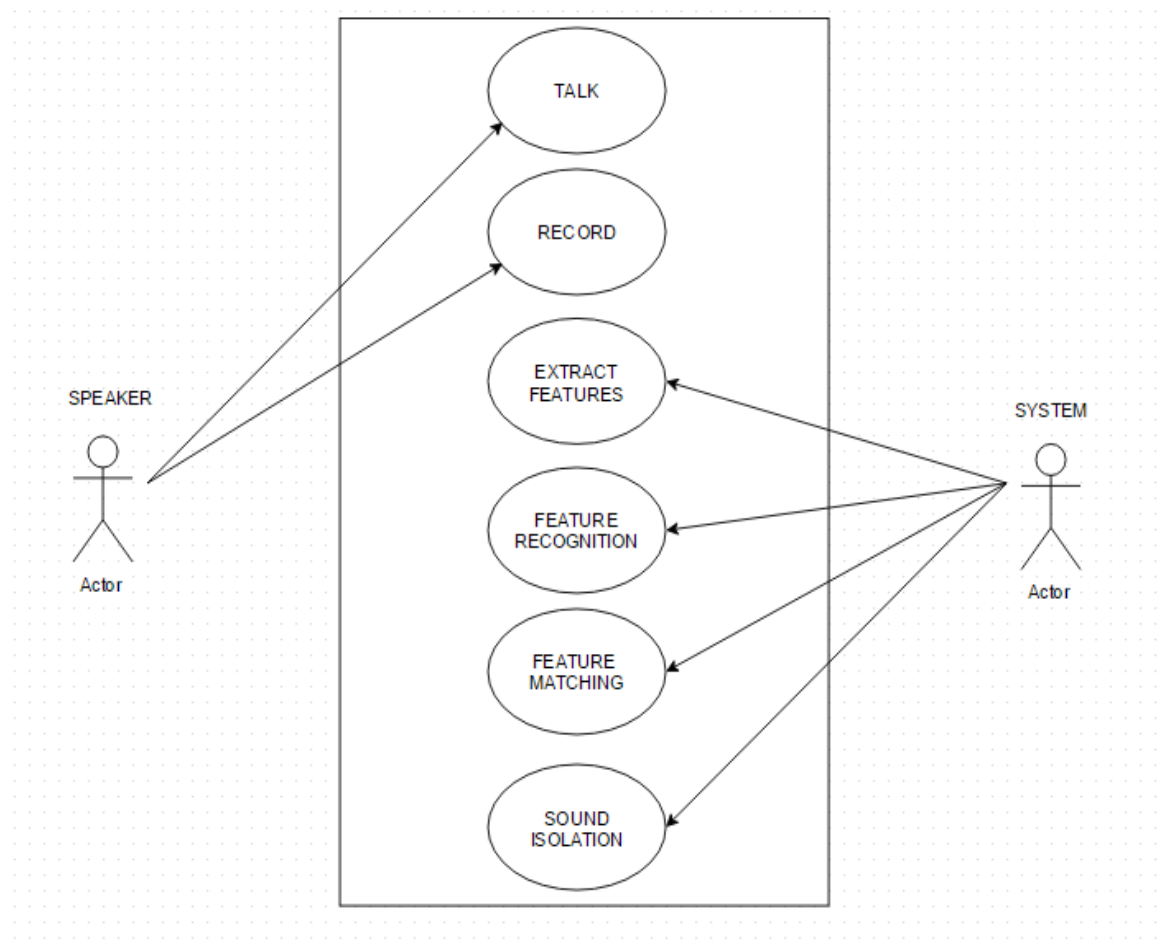 TALK
RECORD
EXTRACT
FEATURES
SPEAKER
SYSTEM
FEATURE
RECOGNITION
Actor
Actor
FEATURE
MATCHING
SOUND
ISOLATION